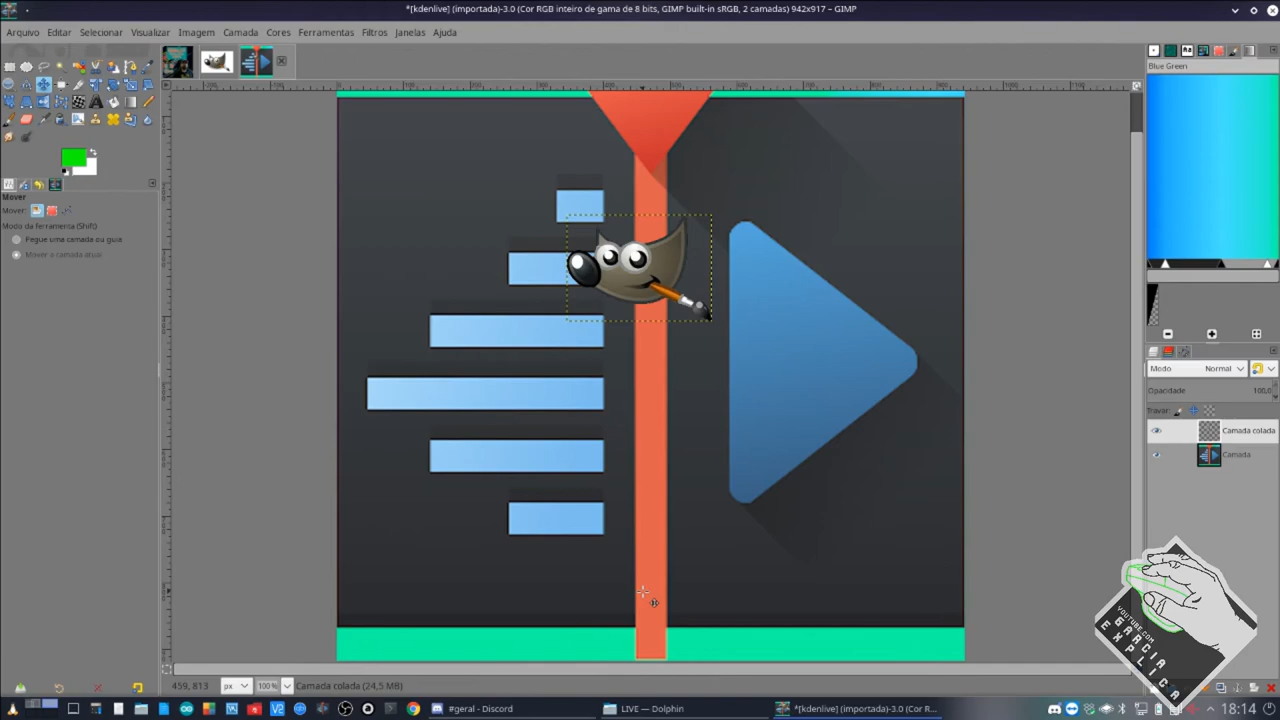 *[kdenlive] (importada)-3.0 (Cor RGB inteiro de gama de 8 bits, GIMP built-in sRGB, 2 camadas) 942x917 – GIMP
Arquivo Editar Selecionar Visualizar Imagem Camada Cores Ferramentas Filtros Janelas Ajuda
Blue Green
Mover
Mover:
Modo da ferramenta (Shift)
Pegue uma camada ou guia
Mover a camada atual
Modo Normal
Opacidade 100,0
Travar:
Camada colada
Camada
YOUTUBE.COM
EGARCIA
EXPLICA
459, 813 px 100 % Camada colada (24,5 MB)
#geral - Discord LIVE — Dolphin *[kdenlive] (importada)-3.0 (Cor R... 18:14